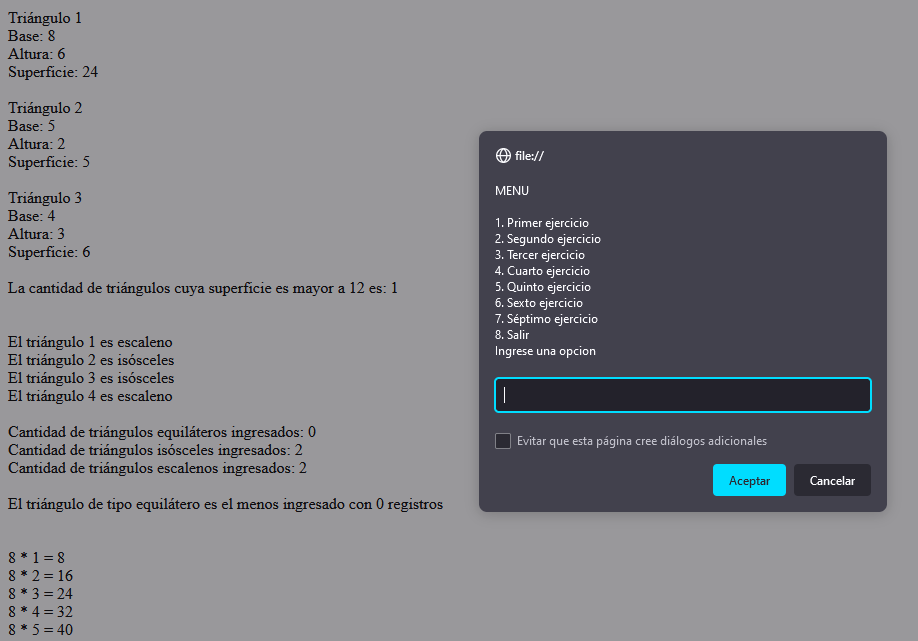 Triángulo 1
Base: 8
Altura: 6
Superficie: 24
Triángulo 2
Base: 5
Altura: 2
Superficie: 5
Triángulo 3
Base: 4
Altura: 3
Superficie: 6
La cantidad de triángulos cuya superficie es mayor a 12 es: 1
El triángulo 1 es escaleno
El triángulo 2 es isósceles
El triángulo 3 es isósceles
El triángulo 4 es escaleno
Cantidad de triángulos equiláteros ingresados: 0
Cantidad de triángulos isósceles ingresados: 2
Cantidad de triángulos escalenos ingresados: 2
El triángulo de tipo equilátero es el menos ingresado con 0 registros
8 * 1 = 8
8 * 2 = 16
8 * 3 = 24
8 * 4 = 32
8 * 5 = 40
file://
MENU
1. Primer ejercicio
2. Segundo ejercicio
3. Tercer ejercicio
4. Cuarto ejercicio
5. Quinto ejercicio
6. Sexto ejercicio
7. Séptimo ejercicio
8. Salir
Ingrese una opcion
Evitar que esta página cree diálogos adicionales
Aceptar
Cancelar